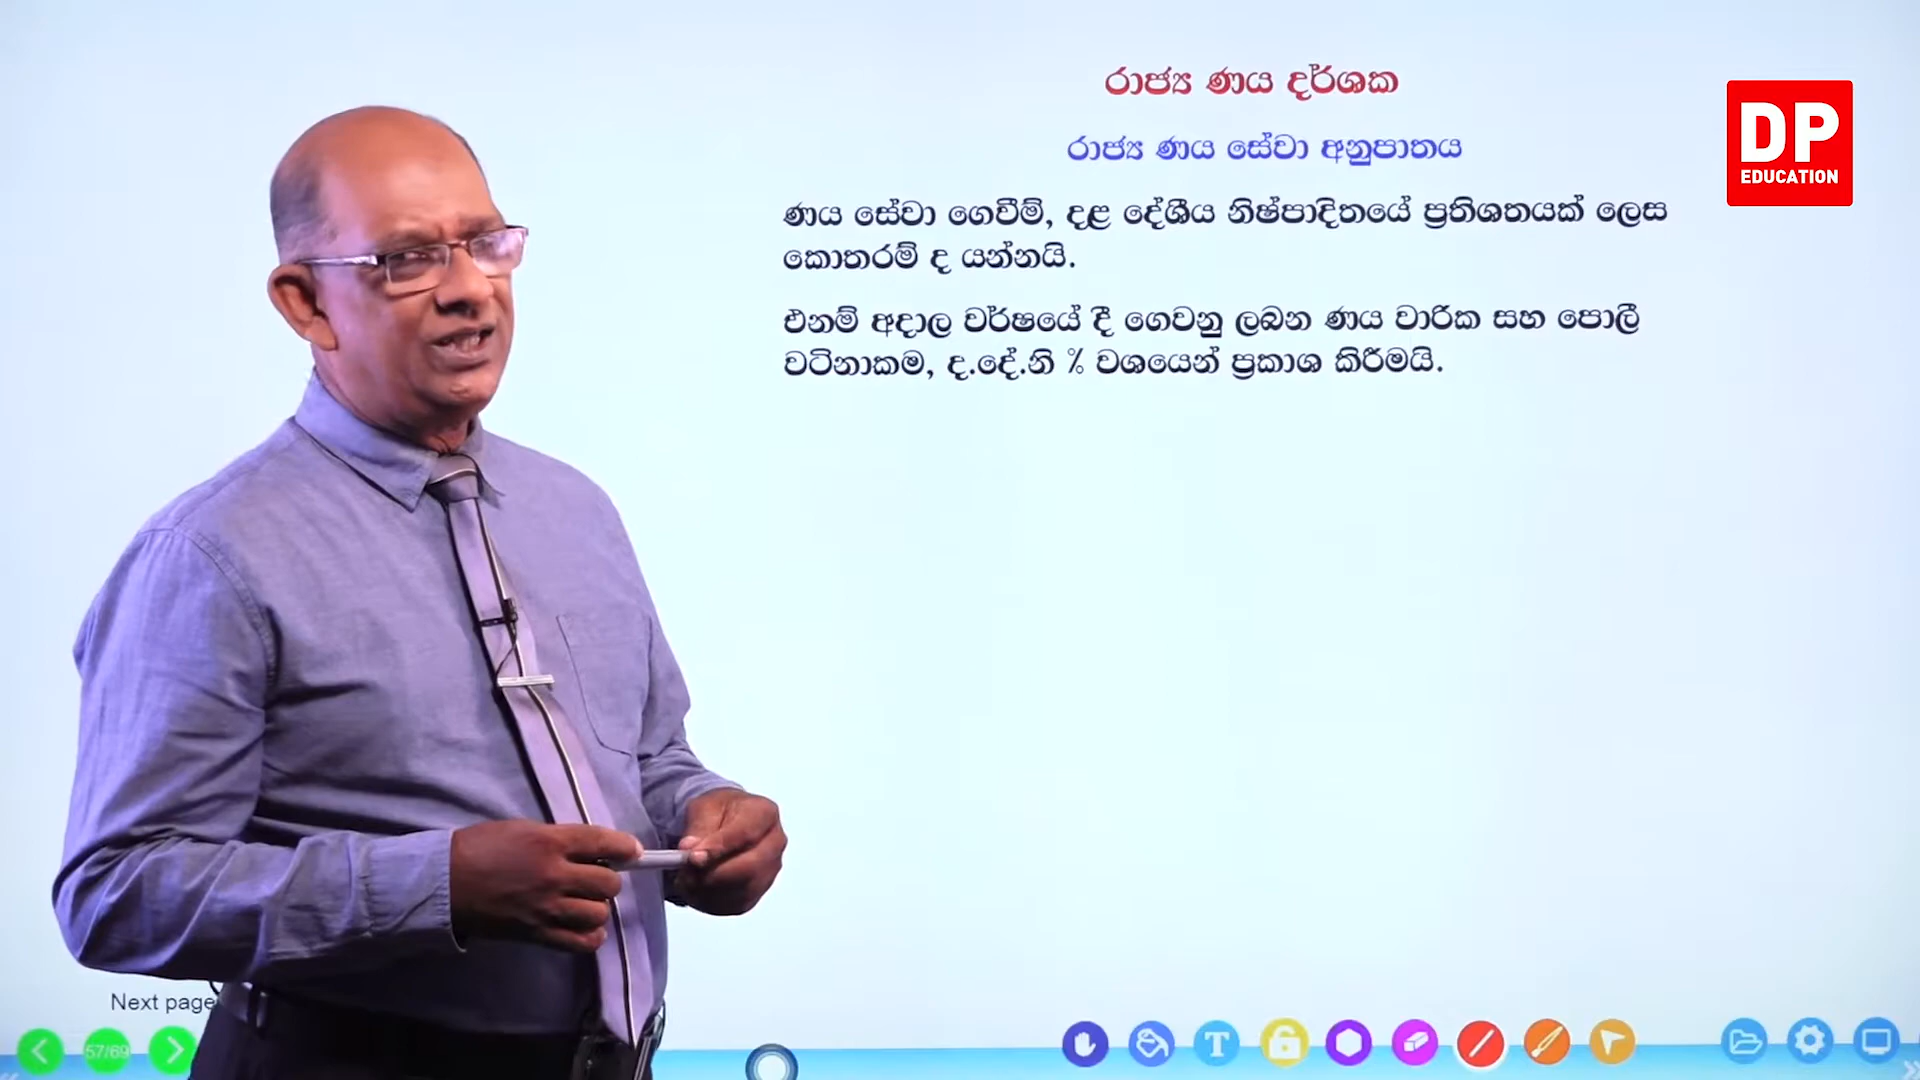 රාජ්‍ය ණය දර්ශක
රාජ්‍ය ණය සේවා අනුපාතය
DP
EDUCATION
ණය සේවා ගෙවීම්, දළ දේශීය නිෂ්පාදිතයේ ප්‍රතිශතයක් ලෙස
කොතරම් ද යන්නයි.
එනම් අදාල වර්ෂයේ දී ගෙවනු ලබන ණය වාරික සහ පොලී
වටිනාකම, ද.දේ.නි % වශයෙන් ප්‍රකාශ කිරීමයි.
Next page
57/69
T